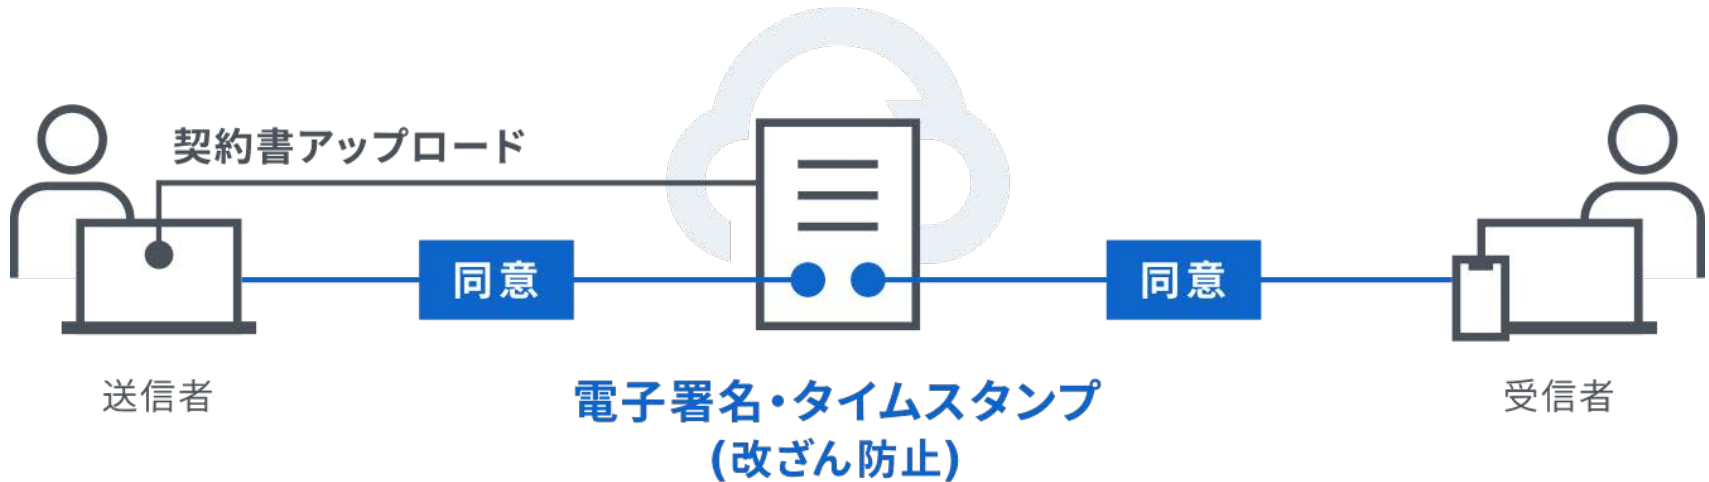 契約書アップロード
同意
同意
送信者
電子署名・タイムスタンプ
(改ざん防止)
受信者